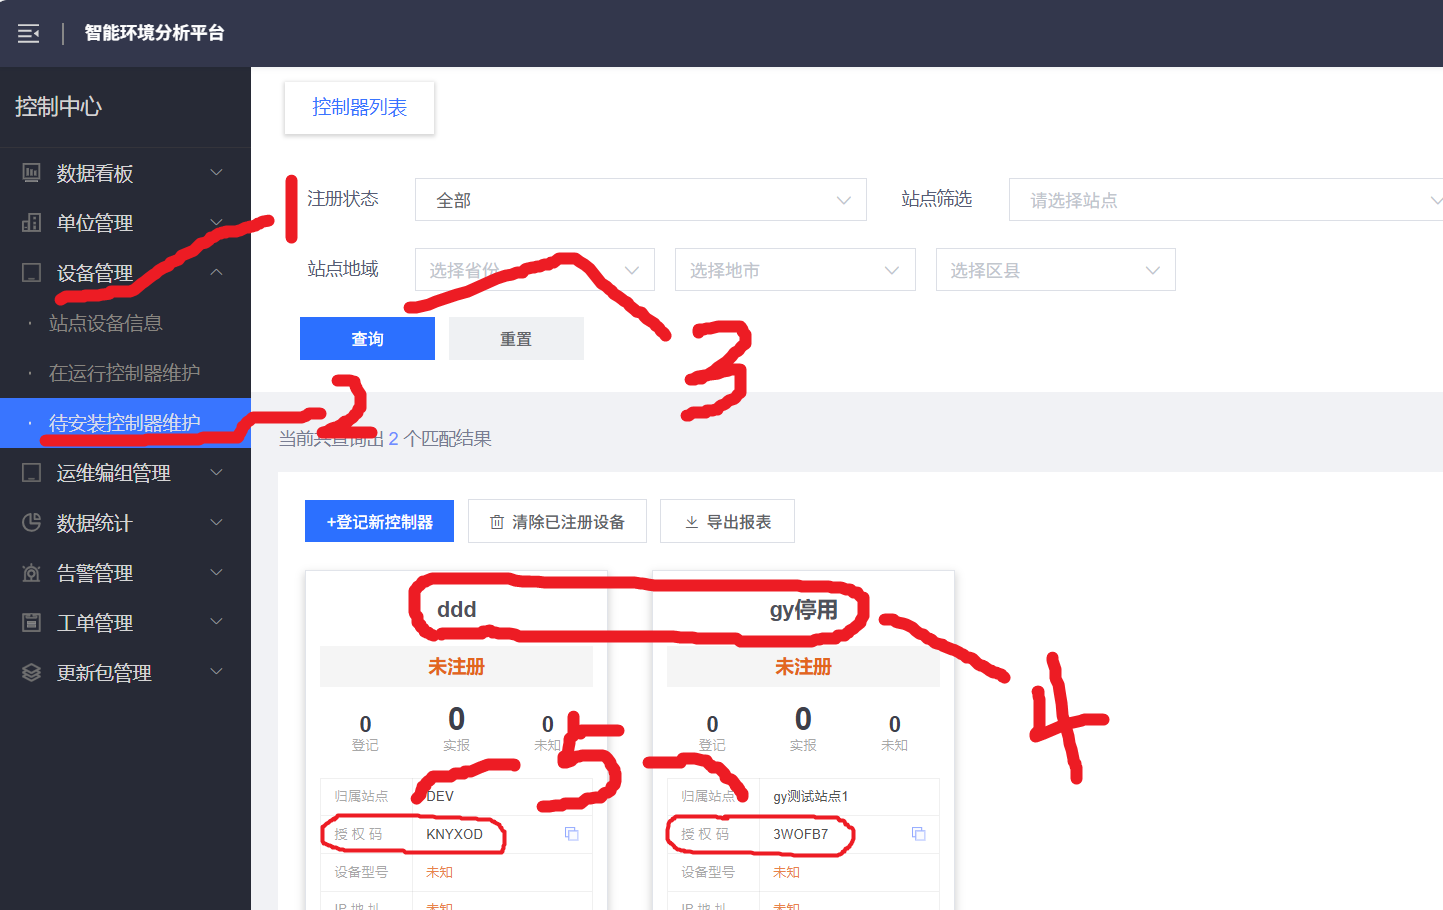 智能环境分析平台
控制中心
数据看板
单位管理
设备管理
站点设备信息
在运行控制器维护
待安装控制器维护
运维编组管理
数据统计
告警管理
工单管理
更新包管理
控制器列表
1
注册状态 全部 站点筛选 请选择站点
站点地域 选择省份 选择地市 选择区县
查询 重置
3
2
当前共查询出 2 个匹配结果
+登记新控制器 清除已注册设备 导出报表
ddd gy停用
4
未注册 未注册
0 0 0 0 0 0
登记 实报 未知 登记 实报 未知
5
归属站点 DEV 归属站点 gy测试站点1
授权码 KNYXOD 授权码 3WOFB7
设备型号 未知 设备型号 未知
IP 地址 未知 IP 地址 未知